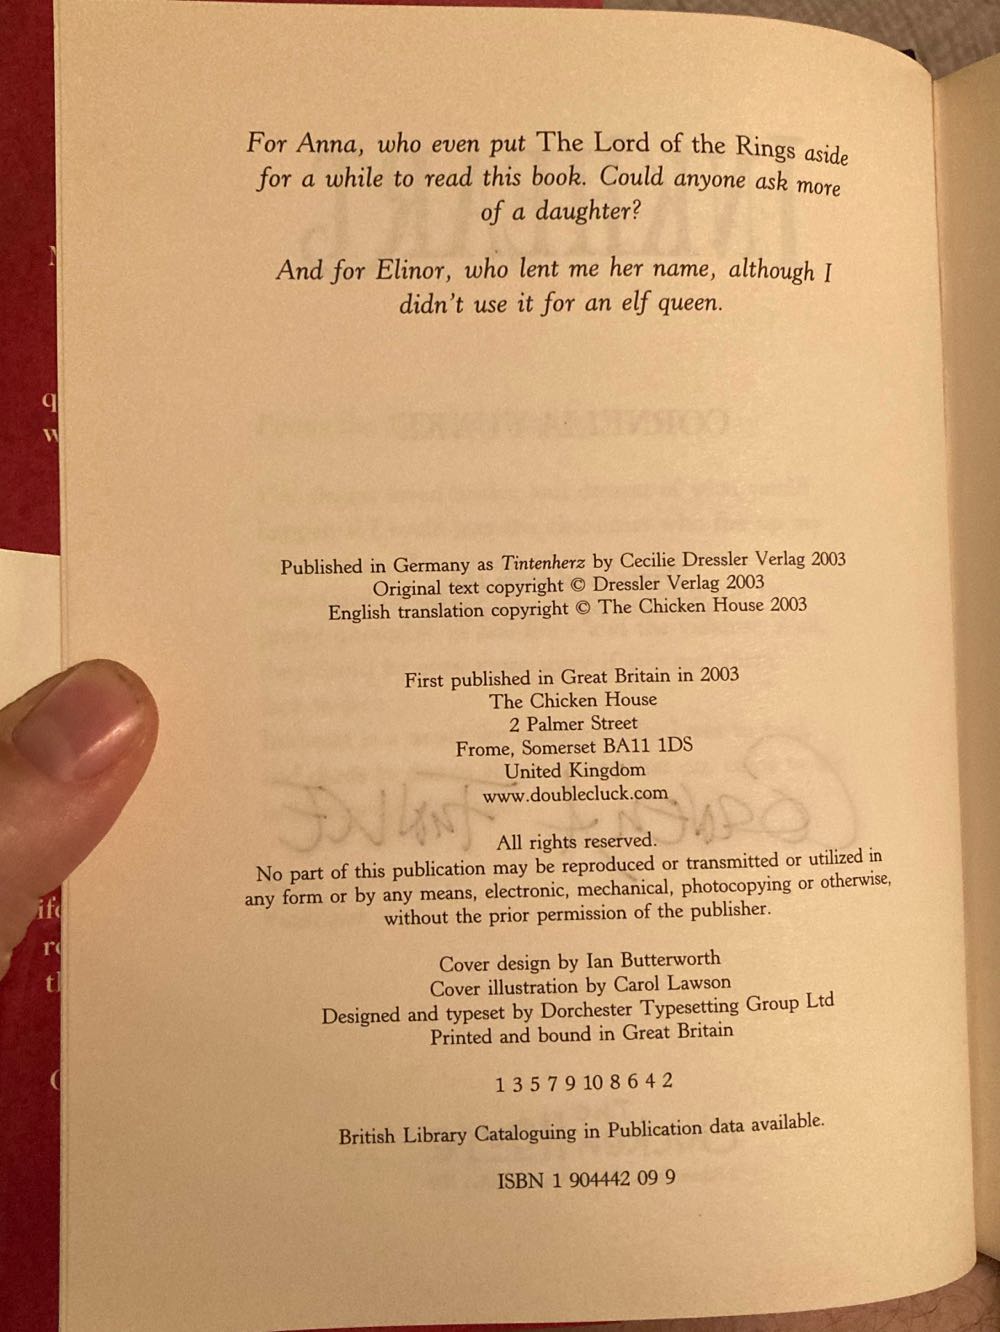 For Anna, who even put The Lord of the Rings aside
for a while to read this book. Could anyone ask more
of a daughter?
And for Elinor, who lent me her name, although I
didn't use it for an elf queen.
Published in Germany as Tintenherz by Cecilie Dressler Verlag 2003
Original text copyright © Dressler Verlag 2003
English translation copyright © The Chicken House 2003
First published in Great Britain in 2003
The Chicken House
2 Palmer Street
Frome, Somerset BA11 1DS
United Kingdom
www.doublecluck.com
All rights reserved.
No part of this publication may be reproduced or transmitted or utilized in
any form or by any means, electronic, mechanical, photocopying or otherwise,
without the prior permission of the publisher.
Cover design by Ian Butterworth
Cover illustration by Carol Lawson
Designed and typeset by Dorchester Typesetting Group Ltd
Printed and bound in Great Britain
1 3 5 7 9 10 8 6 4 2
British Library Cataloguing in Publication data available.
ISBN 1 904442 09 9